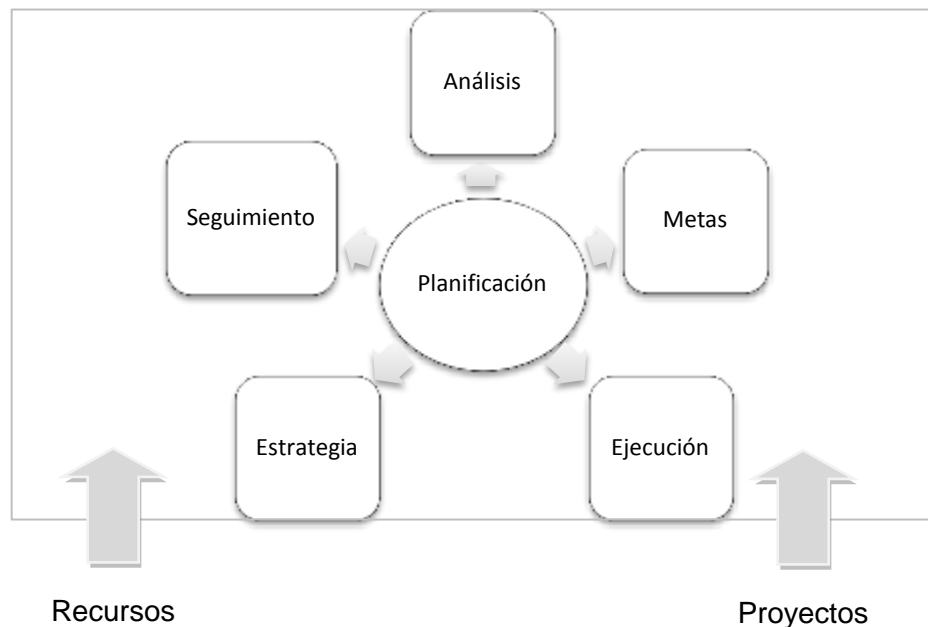 Análisis
Seguimiento
Metas
Planificación
Estrategia
Ejecución
Recursos
Proyectos